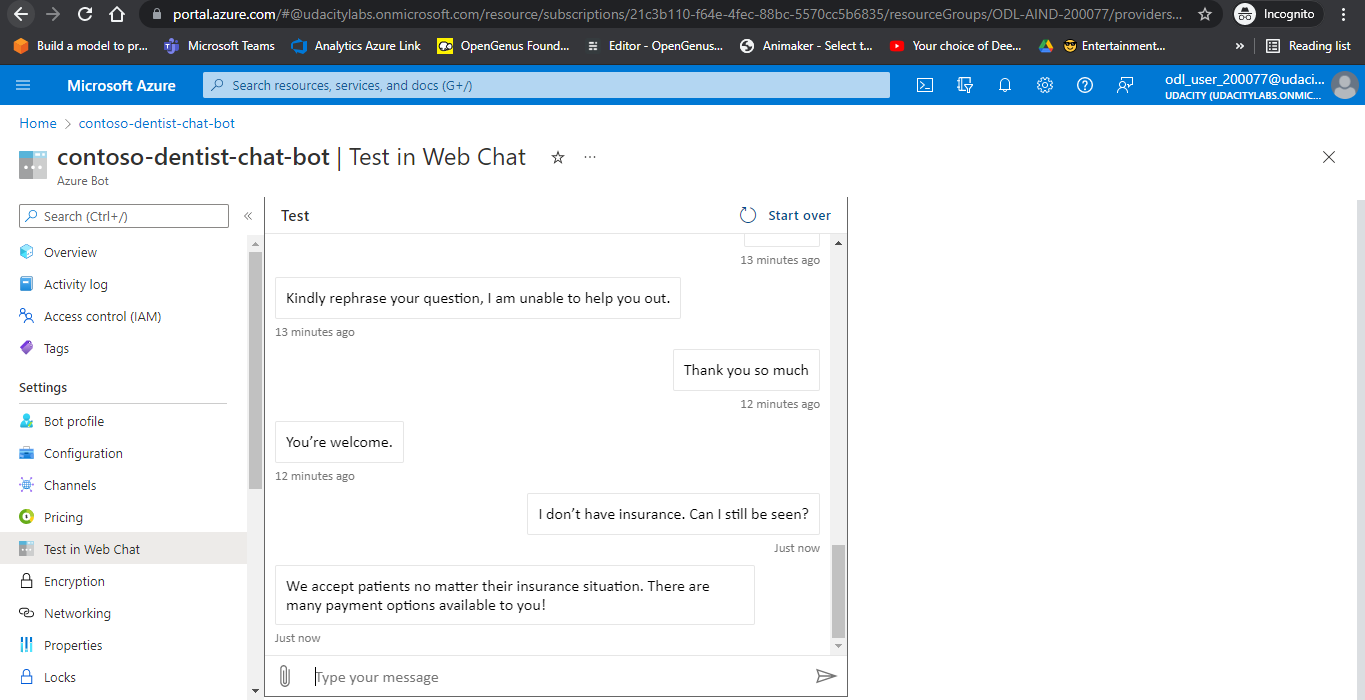 portal.azure.com/#@udacitylabs.onmicrosoft.com/resource/subscriptions/21c3b110-f64e-4fec-88bc-5570cc5b6835/resourceGroups/ODL-AIND-200077/providers...
Incognito
Build a model to pr...
Microsoft Teams
Analytics Azure Link
OpenGenus Found...
Editor - OpenGenus...
Animaker - Select t...
Your choice of Dee...
Entertainment...
»
Reading list
Microsoft Azure
Search resources, services, and docs (G+/)
odl_user_200077@udaci...
UDACITY (UDACITYLABS.ONMIC...
Home > contoso-dentist-chat-bot
contoso-dentist-chat-bot | Test in Web Chat
Azure Bot
Search (Ctrl+/)
«
Overview
Activity log
Access control (IAM)
Tags
Settings
Bot profile
Configuration
Channels
Pricing
Test in Web Chat
Encryption
Networking
Properties
Locks
Test
Start over
13 minutes ago
Kindly rephrase your question, I am unable to help you out.
13 minutes ago
Thank you so much
12 minutes ago
You’re welcome.
12 minutes ago
I don’t have insurance. Can I still be seen?
Just now
We accept patients no matter their insurance situation. There are
many payment options available to you!
Just now
Type your message